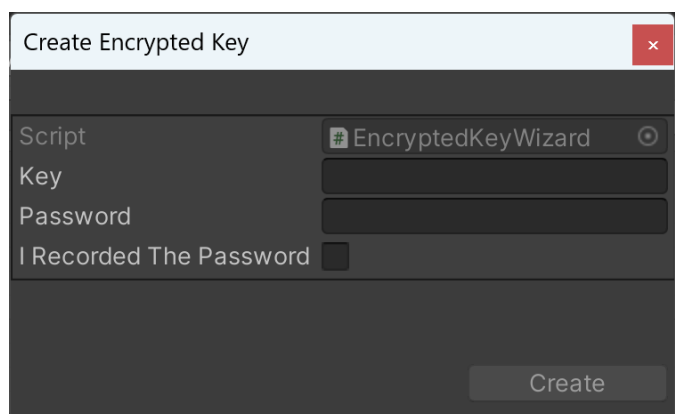 Create Encrypted Key
×
Script # EncryptedKeyWizard
Key
Password
I Recorded The Password
Create